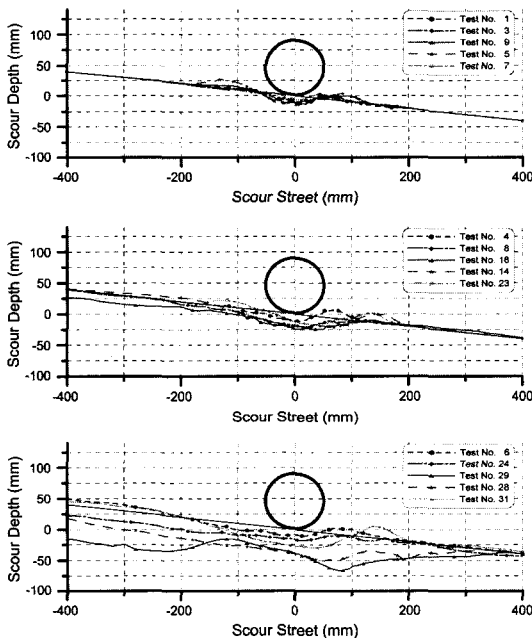 Scour Depth (mm)
100
50
0
-50
-100
Test No. 1
Test No. 3
Test No. 9
Test No. 5
Test No. 7
-400
-200
0
200
400
Scour Street (mm)
Scour Depth (mm)
100
50
0
-50
-100
Test No. 4
Test No. 8
Test No. 14
Test No. 23
-400
-200
0
200
400
Scour Street (mm)
Scour Depth (mm)
100
50
0
-50
-100
Test No. 6
Test No. 24
Test No. 29
Test No. 28
Test No. 31
-400
-200
0
200
400
Scour Street (mm)